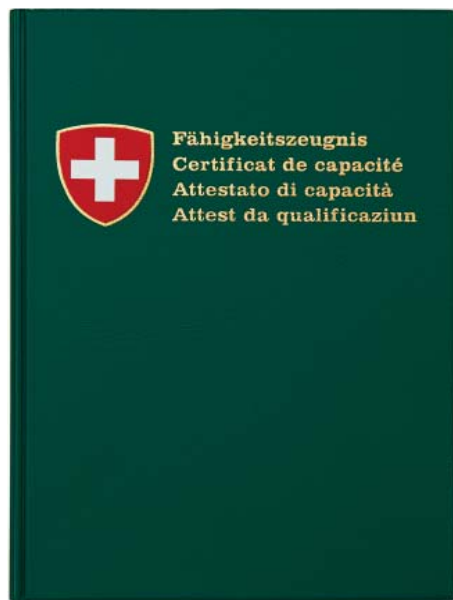 Fähigkeitszeugnis
Certificat de capacité
Attestato di capacità
Attest da qualificaziun